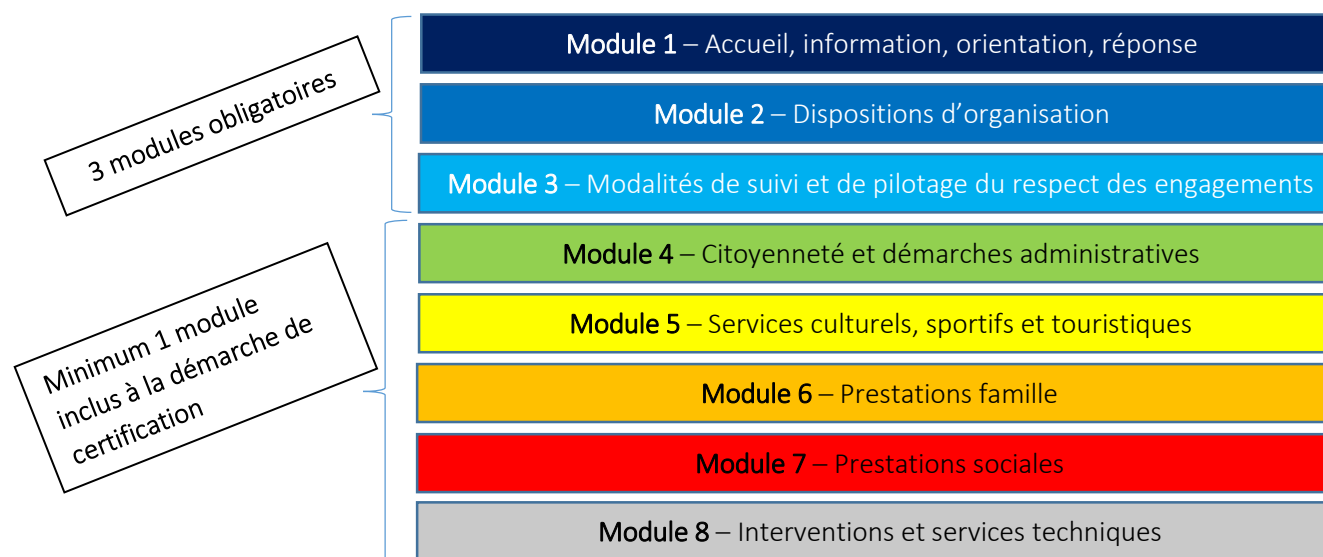 3 modules obligatoires
Module 1 – Accueil, information, orientation, réponse
Module 2 – Dispositions d'organisation
Module 3 – Modalités de suivi et de pilotage du respect des engagements
Minimum 1 module
inclus à la démarche de
certification
Module 4 – Citoyenneté et démarches administratives
Module 5 – Services culturels, sportifs et touristiques
Module 6 – Prestations famille
Module 7 – Prestations sociales
Module 8 – Interventions et services techniques